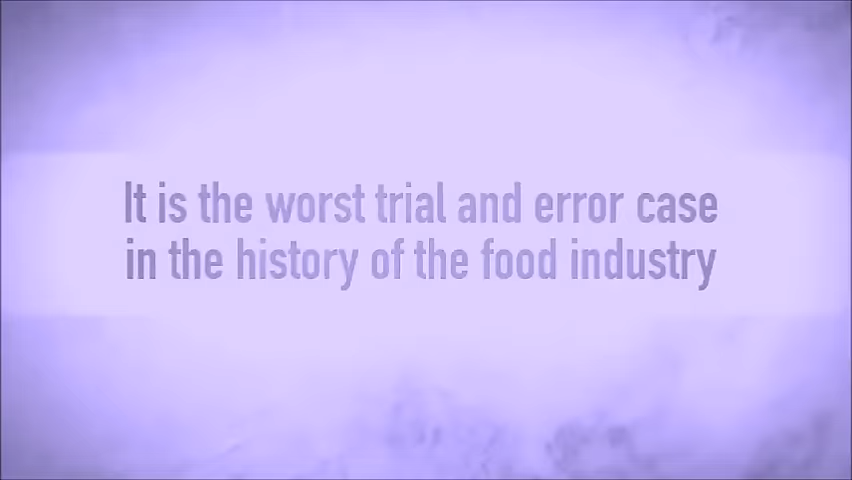 It is the worst trial and error case
in the history of the food industry